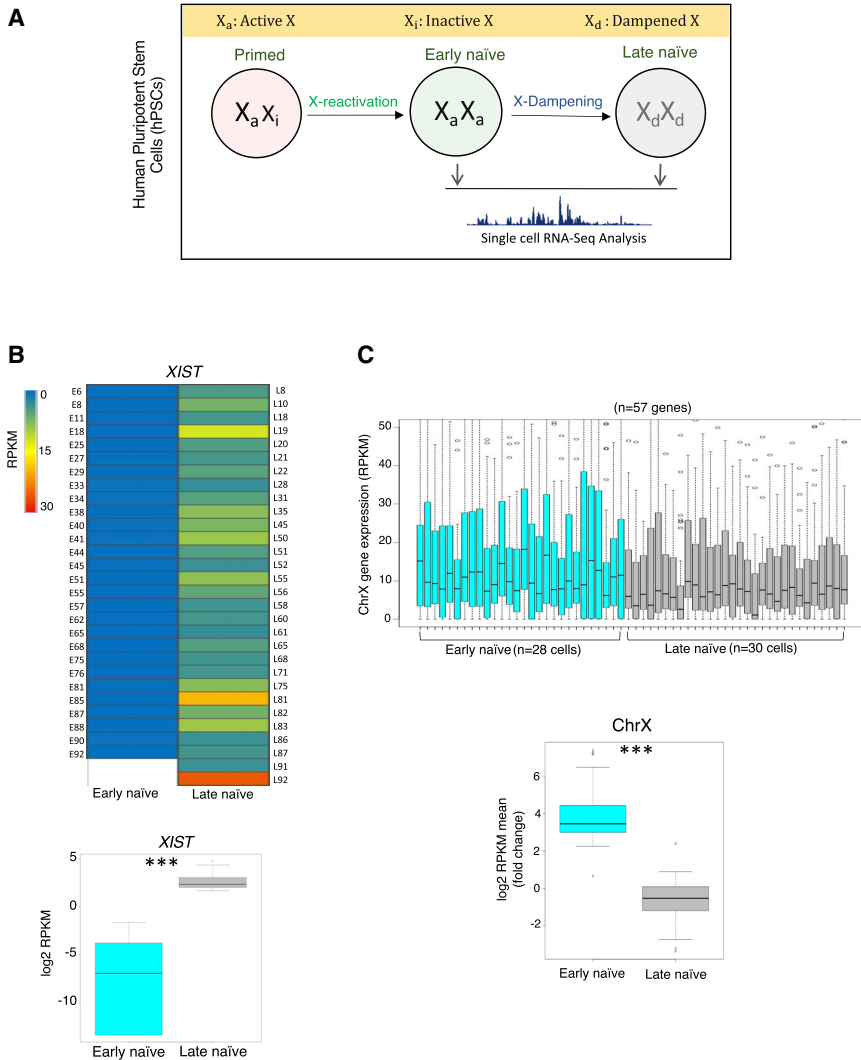 A
Xa: Active X
Xi: Inactive X
Xd : Dampened X
Human Pluripotent Stem
Cells (hPSCs)
Primed
Early naïve
Late naïve
XaXi
X-reactivation
XaXa
X-Dampening
XdXd
Single cell RNA-Seq Analysis
B
XIST
RPKM
0
15
30
E6 L8
E8 L10
E11 L18
E18 L19
E25 L20
E27 L21
E29 L22
E33 L28
E34 L31
E38 L35
E40 L45
E41 L50
E44 L51
E45 L52
E51 L55
E55 L56
E57 L58
E62 L60
E65 L61
E68 L65
E75 L68
E76 L71
E81 L75
E85 L81
E87 L82
E88 L83
E90 L86
E92 L87
L91
L92
Early naïve
Late naïve
XIST
***
log2 RPKM
5
0
-5
-10
Early naïve
Late naïve
C
(n=57 genes)
ChrX gene expression (RPKM)
50
40
30
20
10
0
Early naïve (n=28 cells)
Late naïve (n=30 cells)
ChrX
***
log2 RPKM mean
(fold change)
6
4
2
0
-2
Early naïve
Late naïve